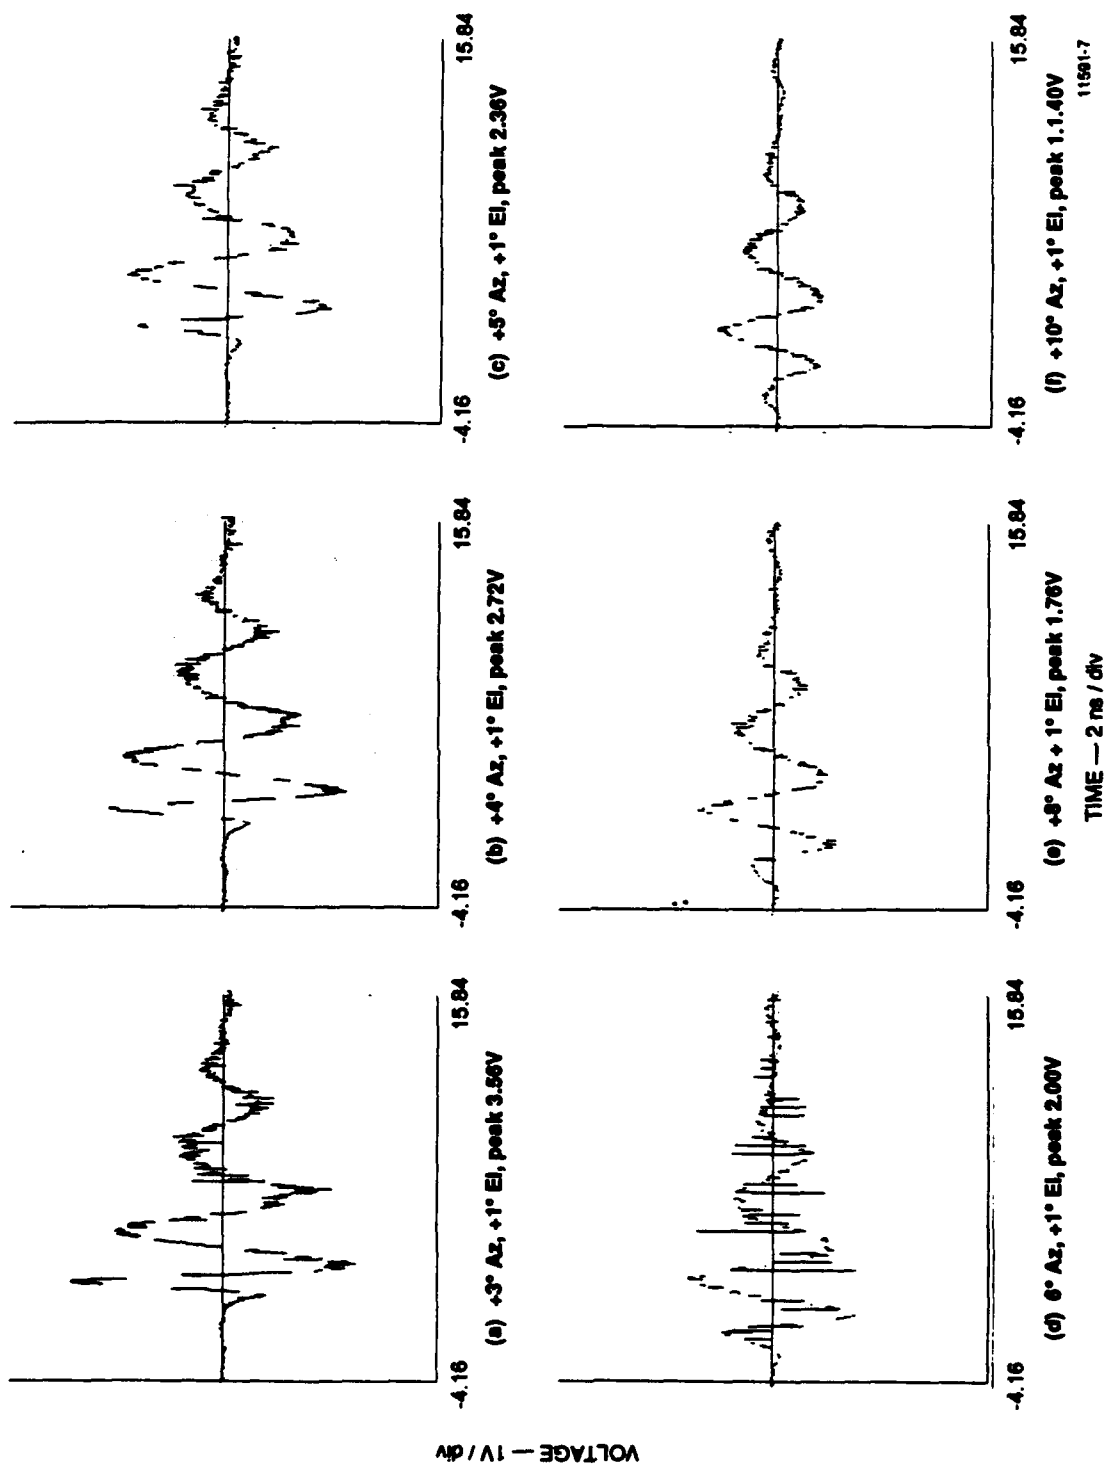 VOLTAGE — 1V / div
-4.16 15.84
(a) +3° Az, +1° El, peak 3.56V
-4.16 15.84
(b) +4° Az, +1° El, peak 2.72V
-4.16 15.84
(c) +5° Az, +1° El, peak 2.36V
-4.16 15.84
(d) 6° Az, +1° El, peak 2.00V
-4.16 15.84
(e) +8° Az + 1° El, peak 1.76V
-4.16 15.84
(f) +10° Az, +1° El, peak 1.1.40V
TIME — 2 ns / div
11591-7